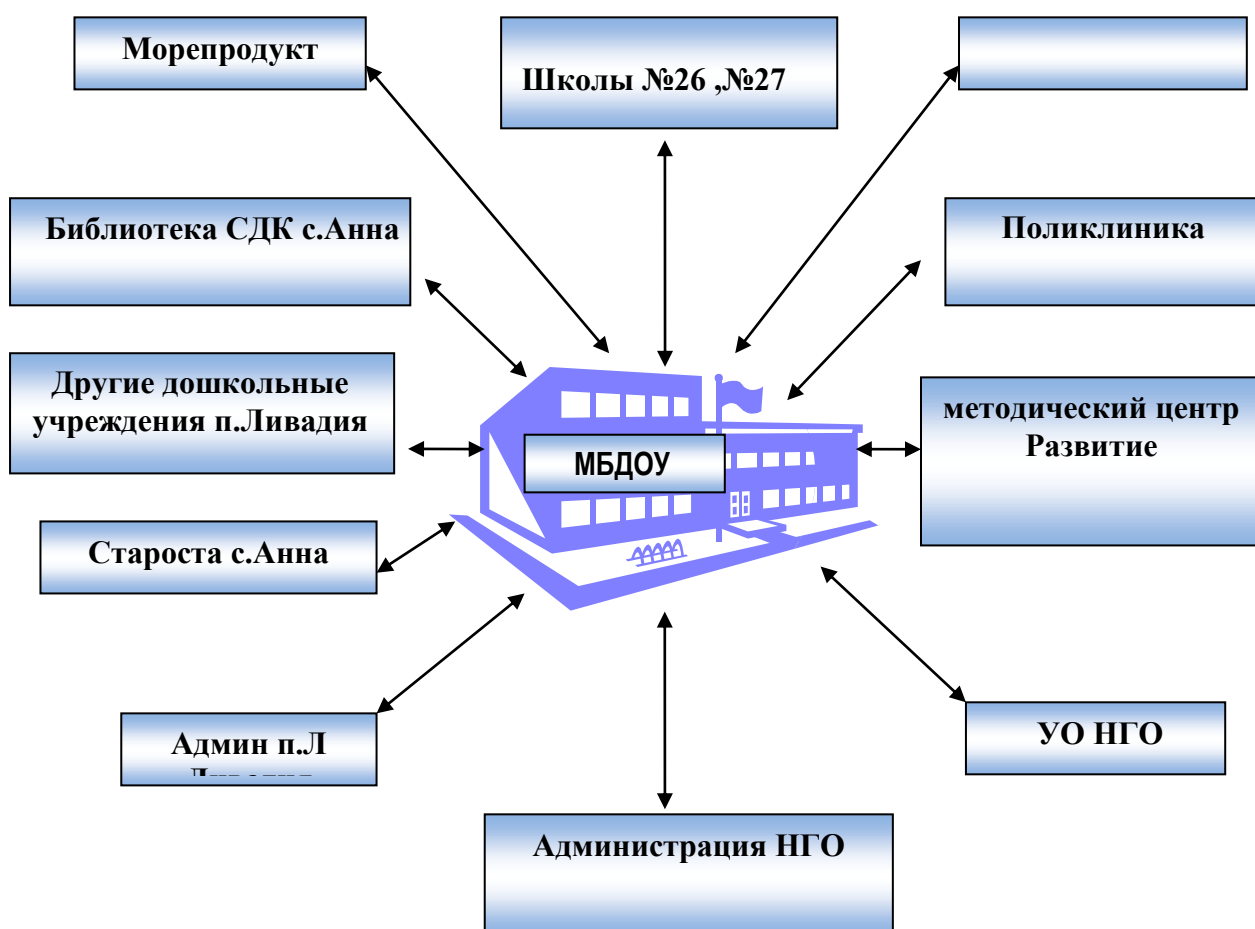 Морепродукт
Школы №26 ,№27
Библиотека СДК с.Анна
Поликлиника
Другие дошкольные
учреждения п.Ливадия
методический центр
Развитие
МБДОУ
Староста с.Анна
Админ п.Л
УО НГО
Администрация НГО